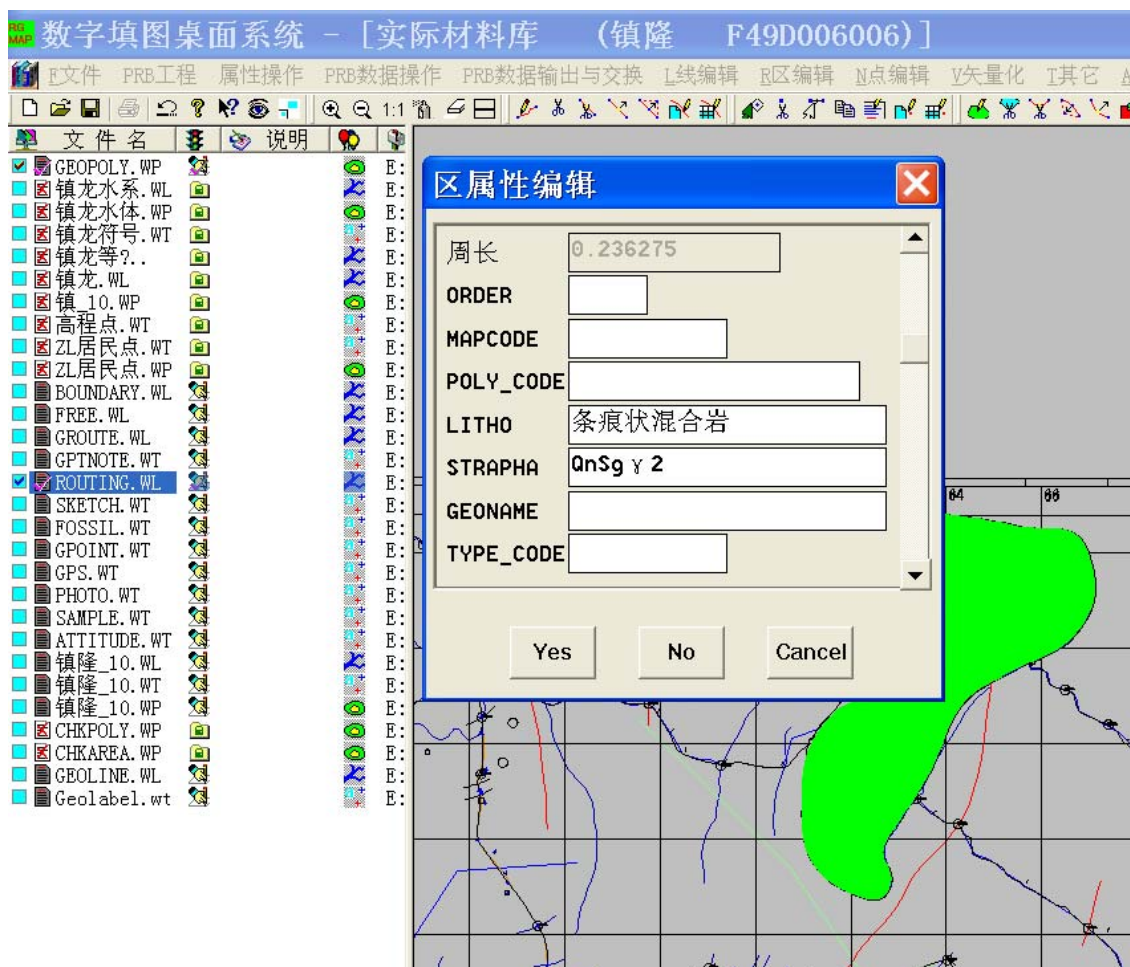 RG
MAP
数字填图桌面系统 - [实际材料库 (镇隆 F49D006006)]
F文件 PRB工程 属性操作 PRB数据操作 PRB数据输出与交换 L线编辑 R区编辑 N点编辑 V矢量化 I其它 A
1:1
文件名 说明
GEOPOLY.WP E:
镇龙水系.WL E:
镇龙水体.WP E:
镇龙符号.WT E:
镇龙等?.. E:
镇龙.WL E:
镇_10.WP E:
高程点.WT E:
ZL居民点.WT E:
ZL居民点.WP E:
BOUNDARY.WL E:
FREE.WL E:
GROUTE.WL E:
GPTNOTE.WT E:
ROUTING.WL E:
SKETCH.WT E:
FOSSIL.WT E:
GPOINT.WT E:
GPS.WT E:
PHOTO.WT E:
SAMPLE.WT E:
ATTITUDE.WT E:
镇隆_10.WL E:
镇隆_10.WT E:
镇隆_10.WP E:
CHKPOLY.WP E:
CHKAREA.WP E:
GEOLINE.WL E:
Geolabel.wt E:
区属性编辑
周长 0.236275
ORDER
MAPCODE
POLY_CODE
LITHO 条痕状混合岩
STRAPHA QnSgγ2
GEONAME
TYPE_CODE
Yes No Cancel
64 66